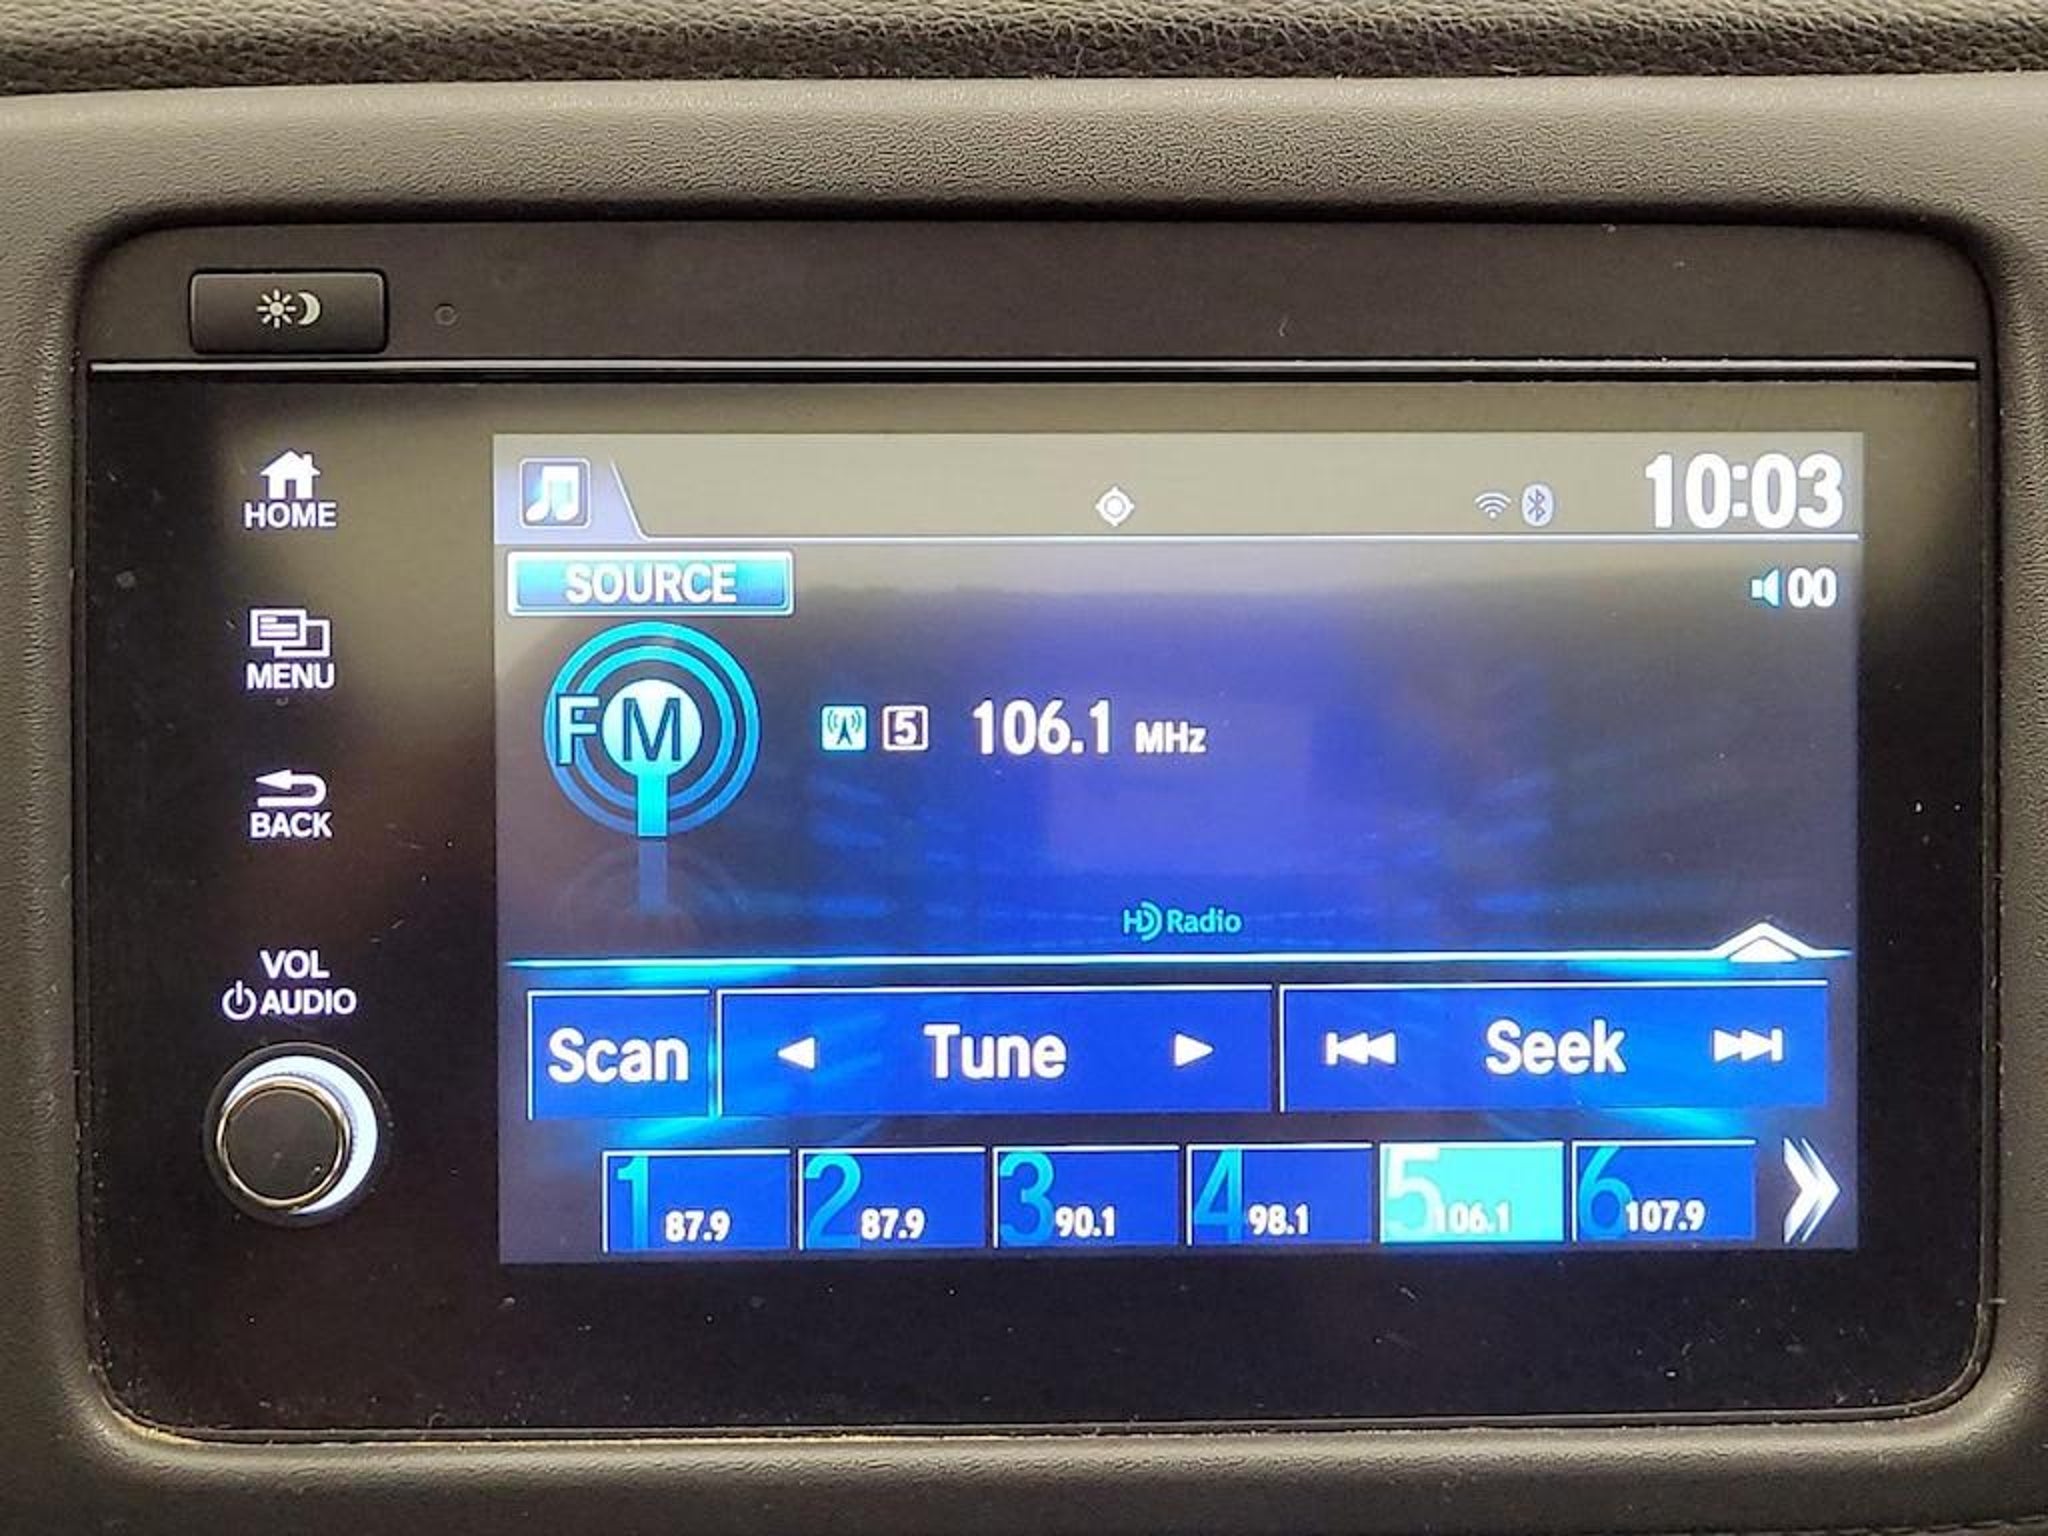 HOME
MENU
BACK
VOL
AUDIO
10:03
SOURCE
00
FM
5 106.1 MHz
HD Radio
Scan
Tune
Seek
1 87.9
2 87.9
3 90.1
4 98.1
5 106.1
6 107.9